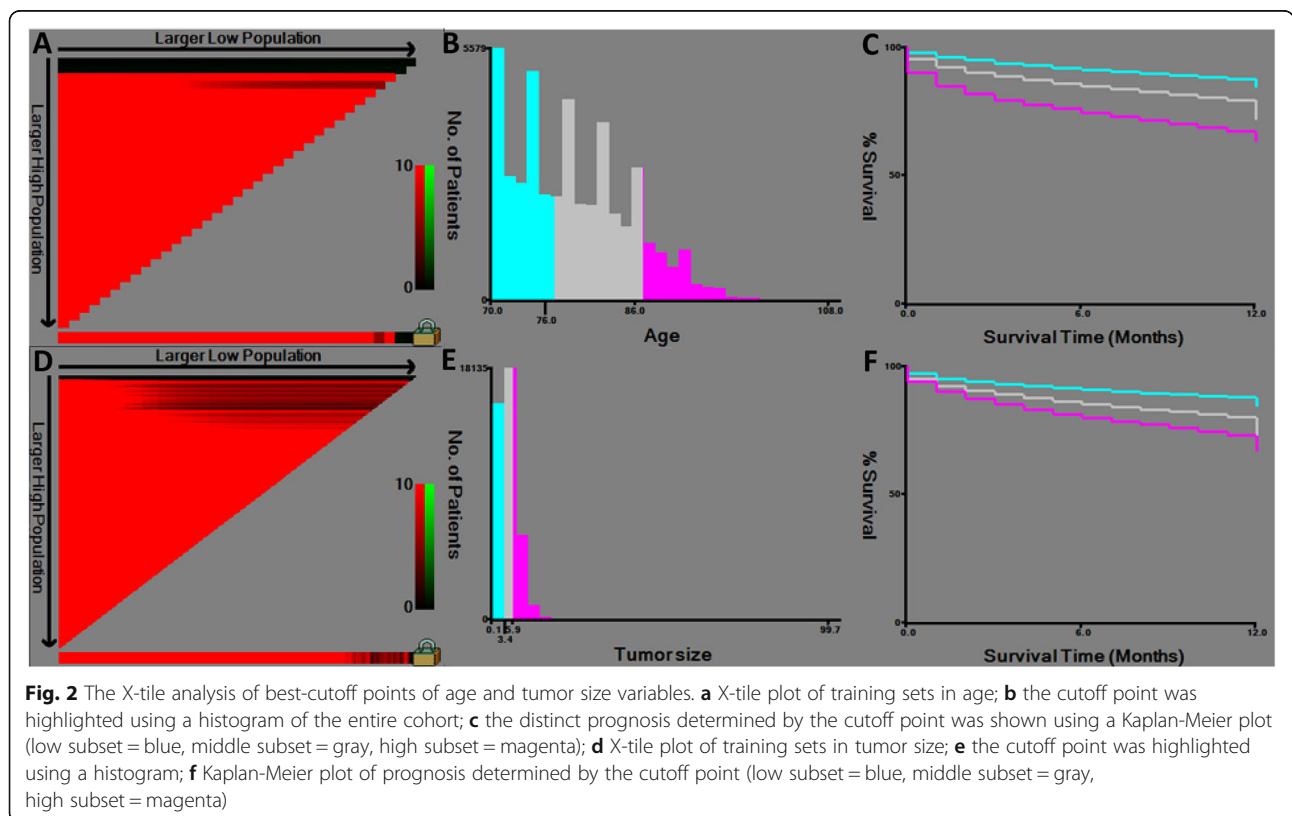 A
Larger Low Population
Larger High Population
10
0
B
5579
No. of Patients
0
70.0
76.0
86.0
108.0
Age
C
100
% Survival
50
0
0.0
6.0
12.0
Survival Time (Months)
D
Larger Low Population
Larger High Population
10
0
E
18135
No. of Patients
0
0.1
3.4
5.9
99.7
Tumor size
F
100
% Survival
50
0
0.0
6.0
12.0
Survival Time (Months)
Fig. 2 The X-tile analysis of best-cutoff points of age and tumor size variables. a X-tile plot of training sets in age; b the cutoff point was
highlighted using a histogram of the entire cohort; c the distinct prognosis determined by the cutoff point was shown using a Kaplan-Meier plot
(low subset = blue, middle subset = gray, high subset = magenta); d X-tile plot of training sets in tumor size; e the cutoff point was highlighted
using a histogram; f Kaplan-Meier plot of prognosis determined by the cutoff point (low subset = blue, middle subset = gray,
high subset = magenta)